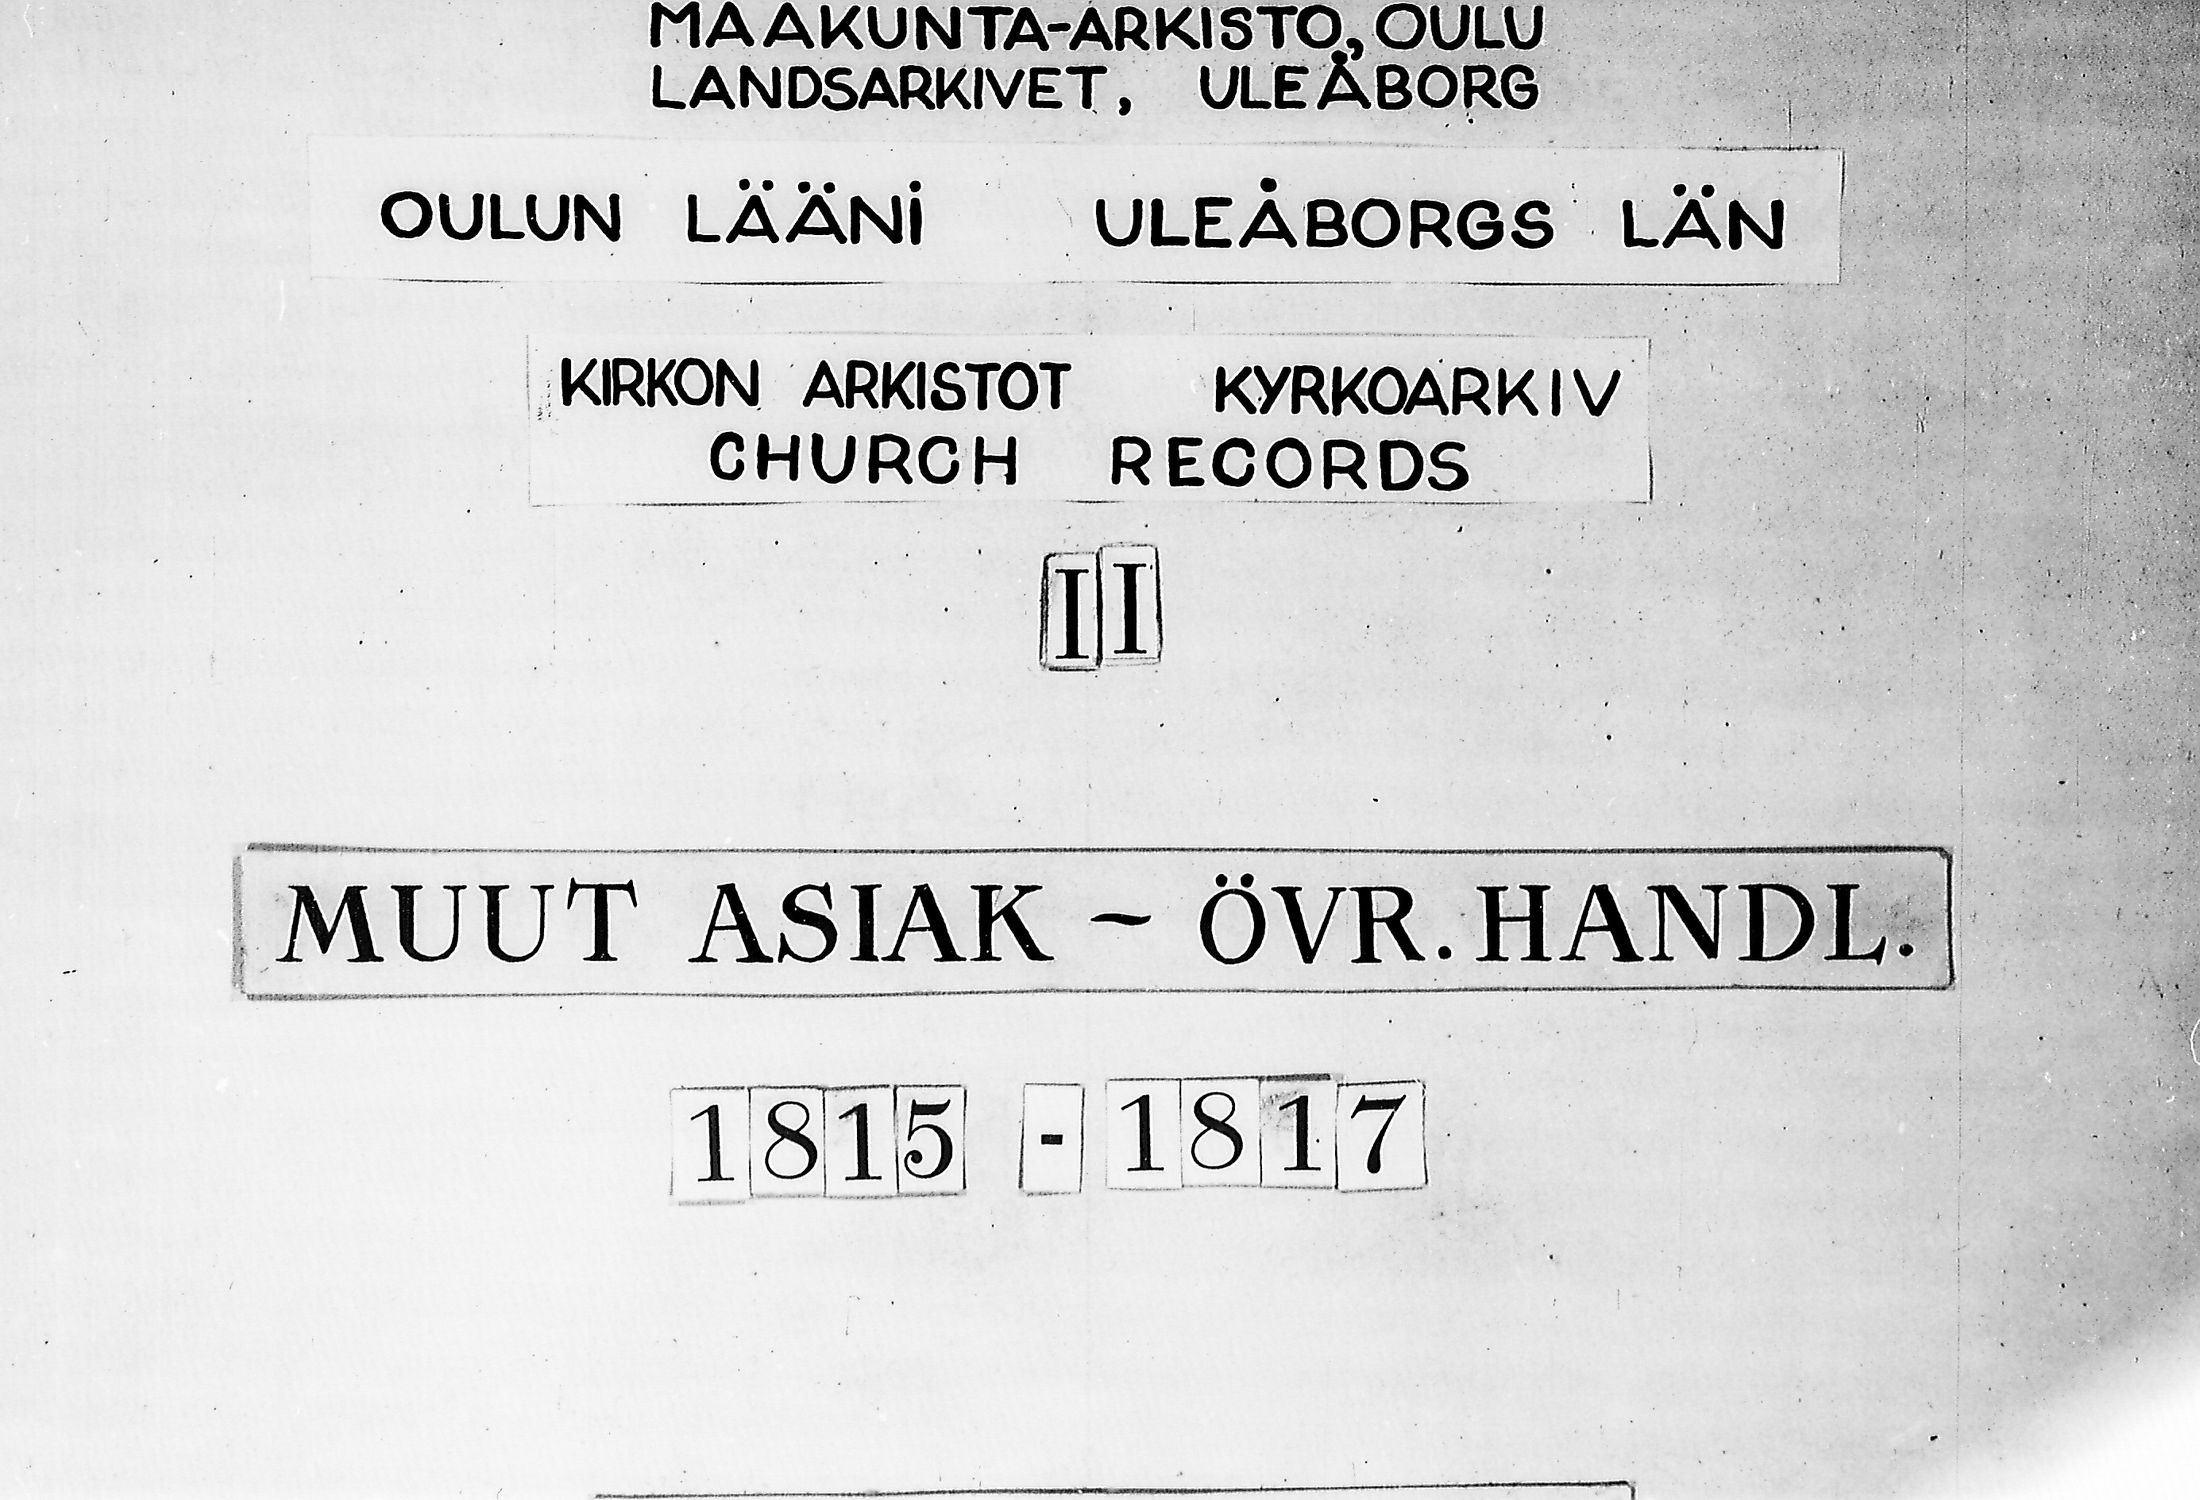 MAAKUNTA-ARKISTO, OULU
LANDSARKIVET, ULEÅBORG
OULUN LÄÄNI ULEÅBORGS LÄN
KIRKON ARKISTOT KYRKOARKIV
CHURCH RECORDS
II
MUUT ASIAK ~ ÖVR. HANDL.
1815 - 1817